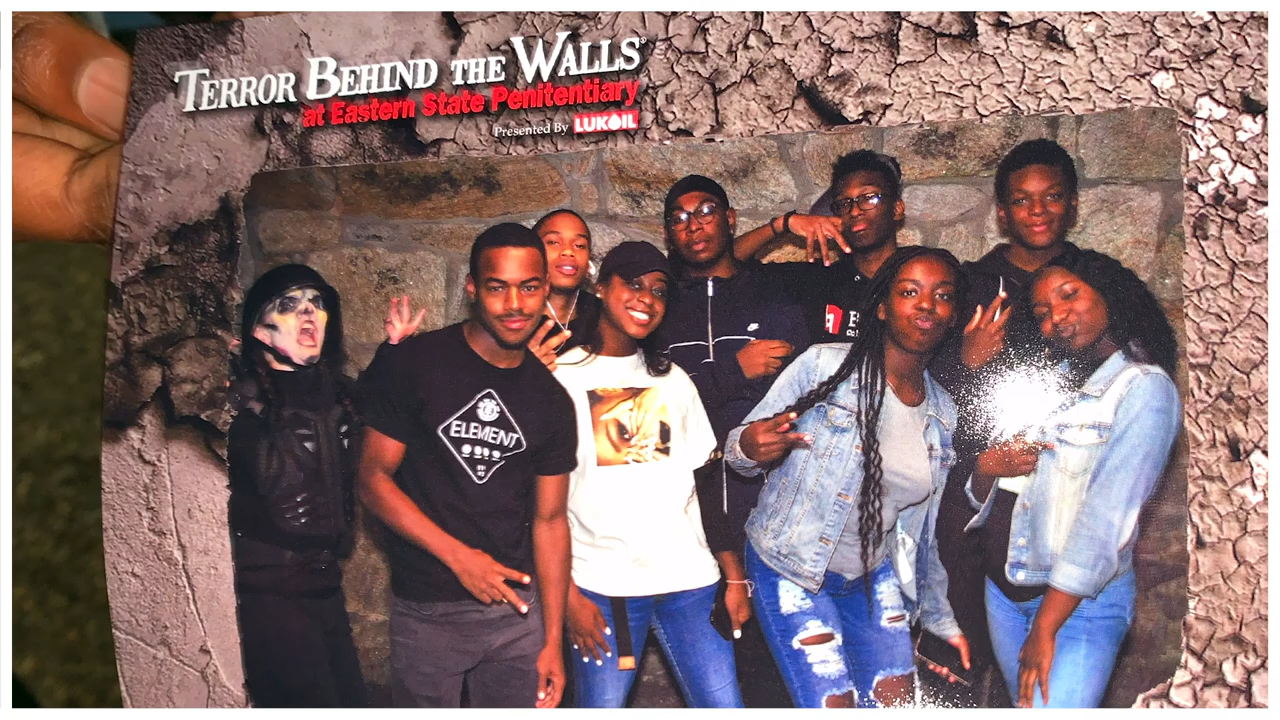 TERROR BEHIND THE WALLS®
at Eastern State Penitentiary
Presented By LUKOIL
ELEMENT